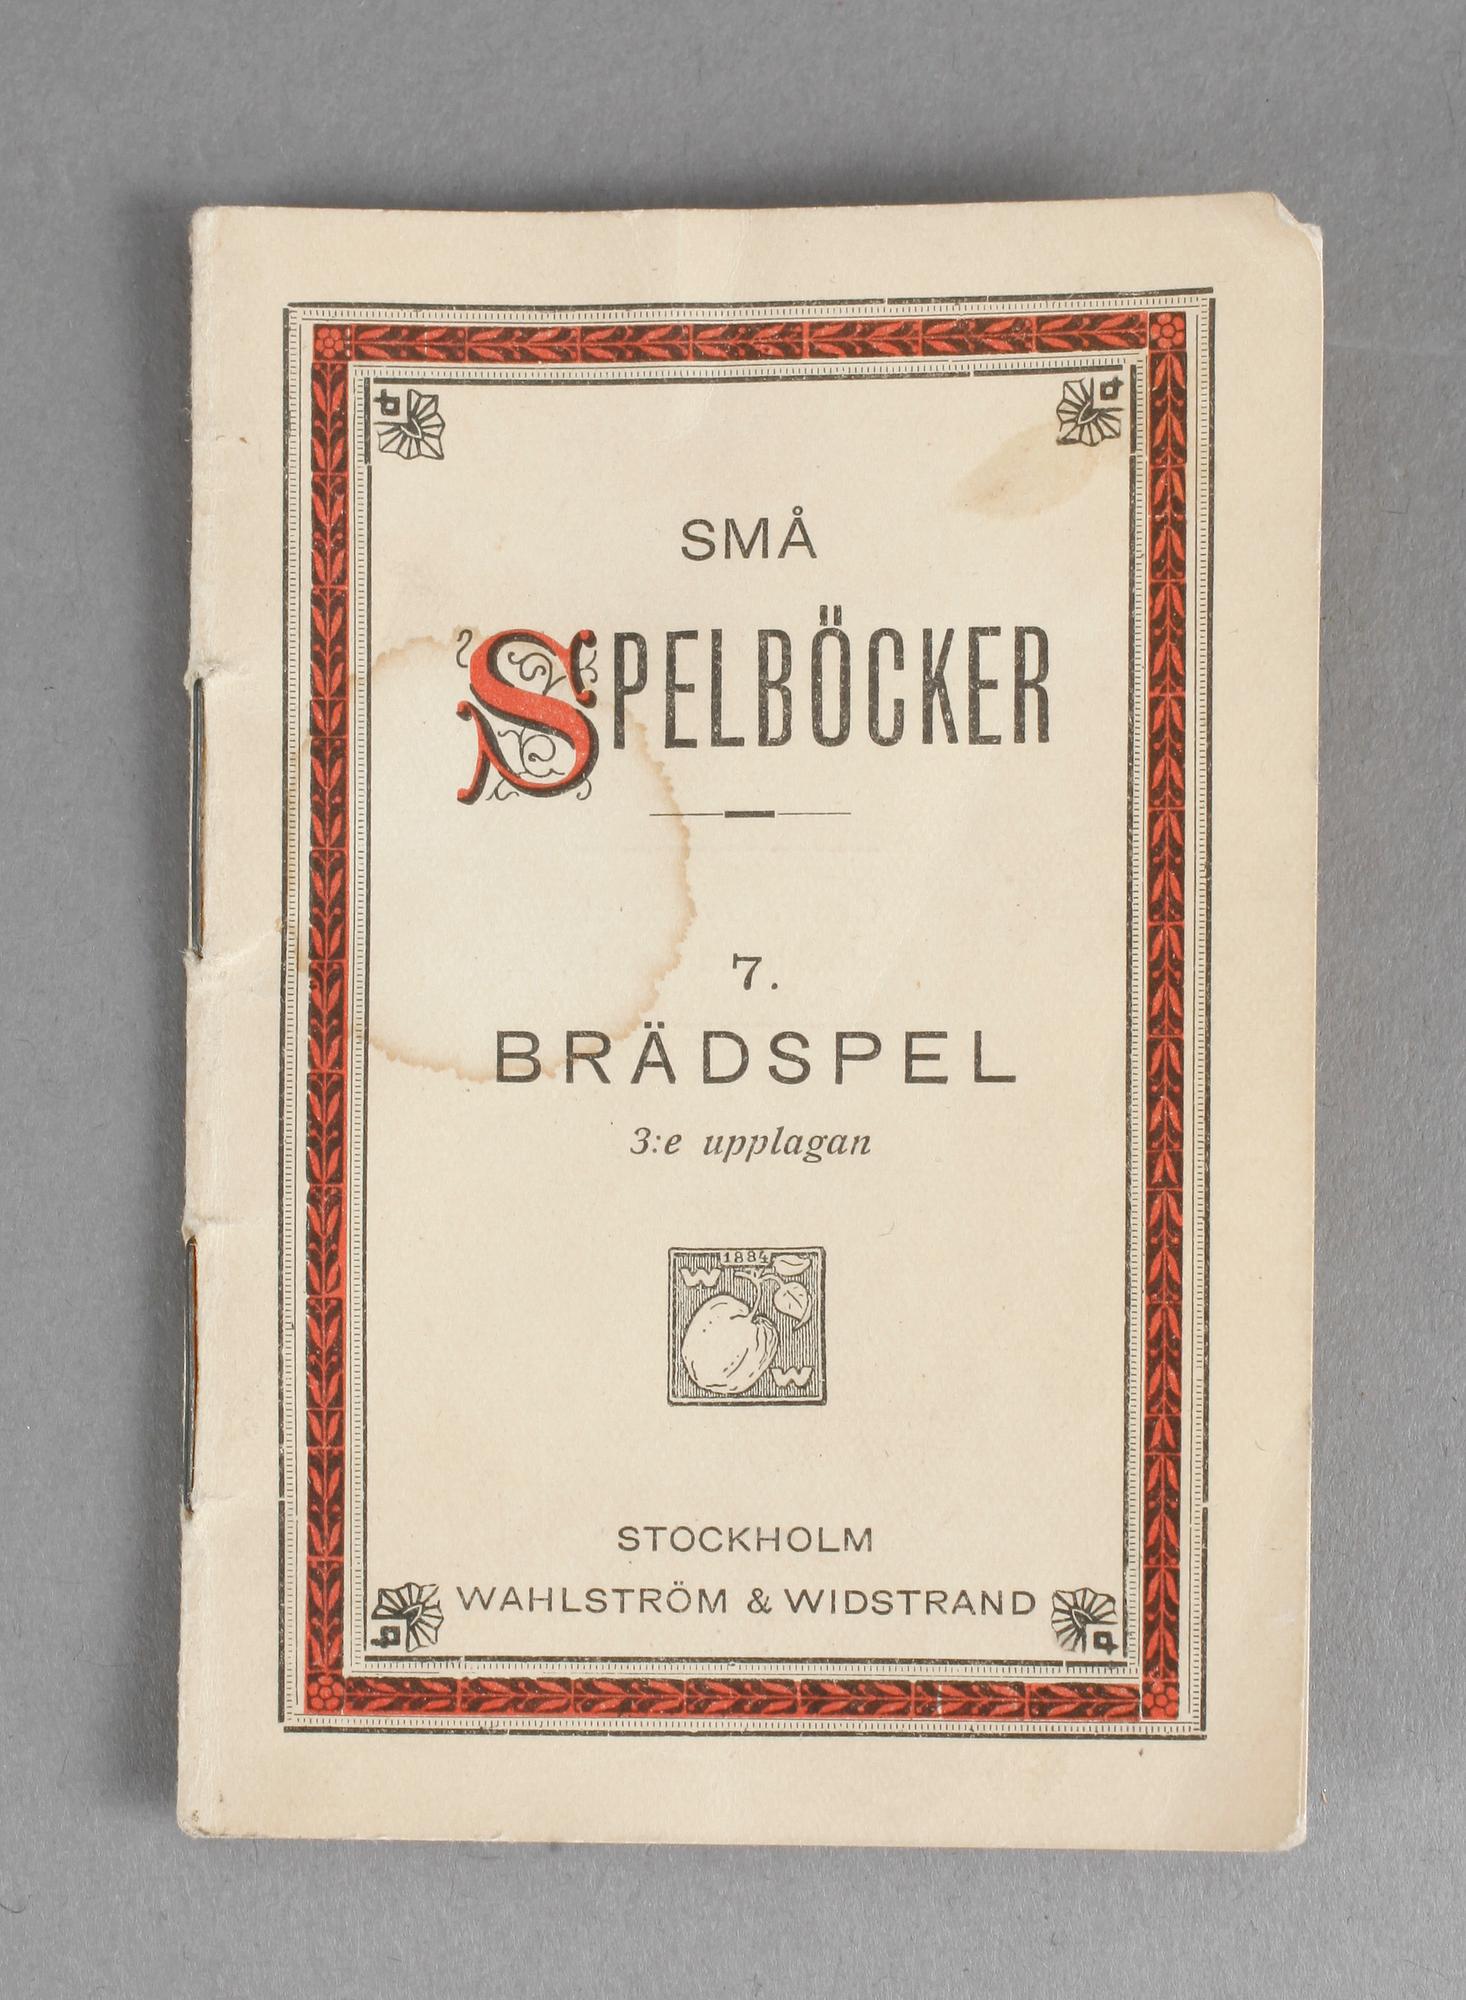 SMÅ
SPELBÖCKER
7.
BRÄDSPEL
3:e upplagan
1884
W
W
STOCKHOLM
WAHLSTRÖM & WIDSTRAND